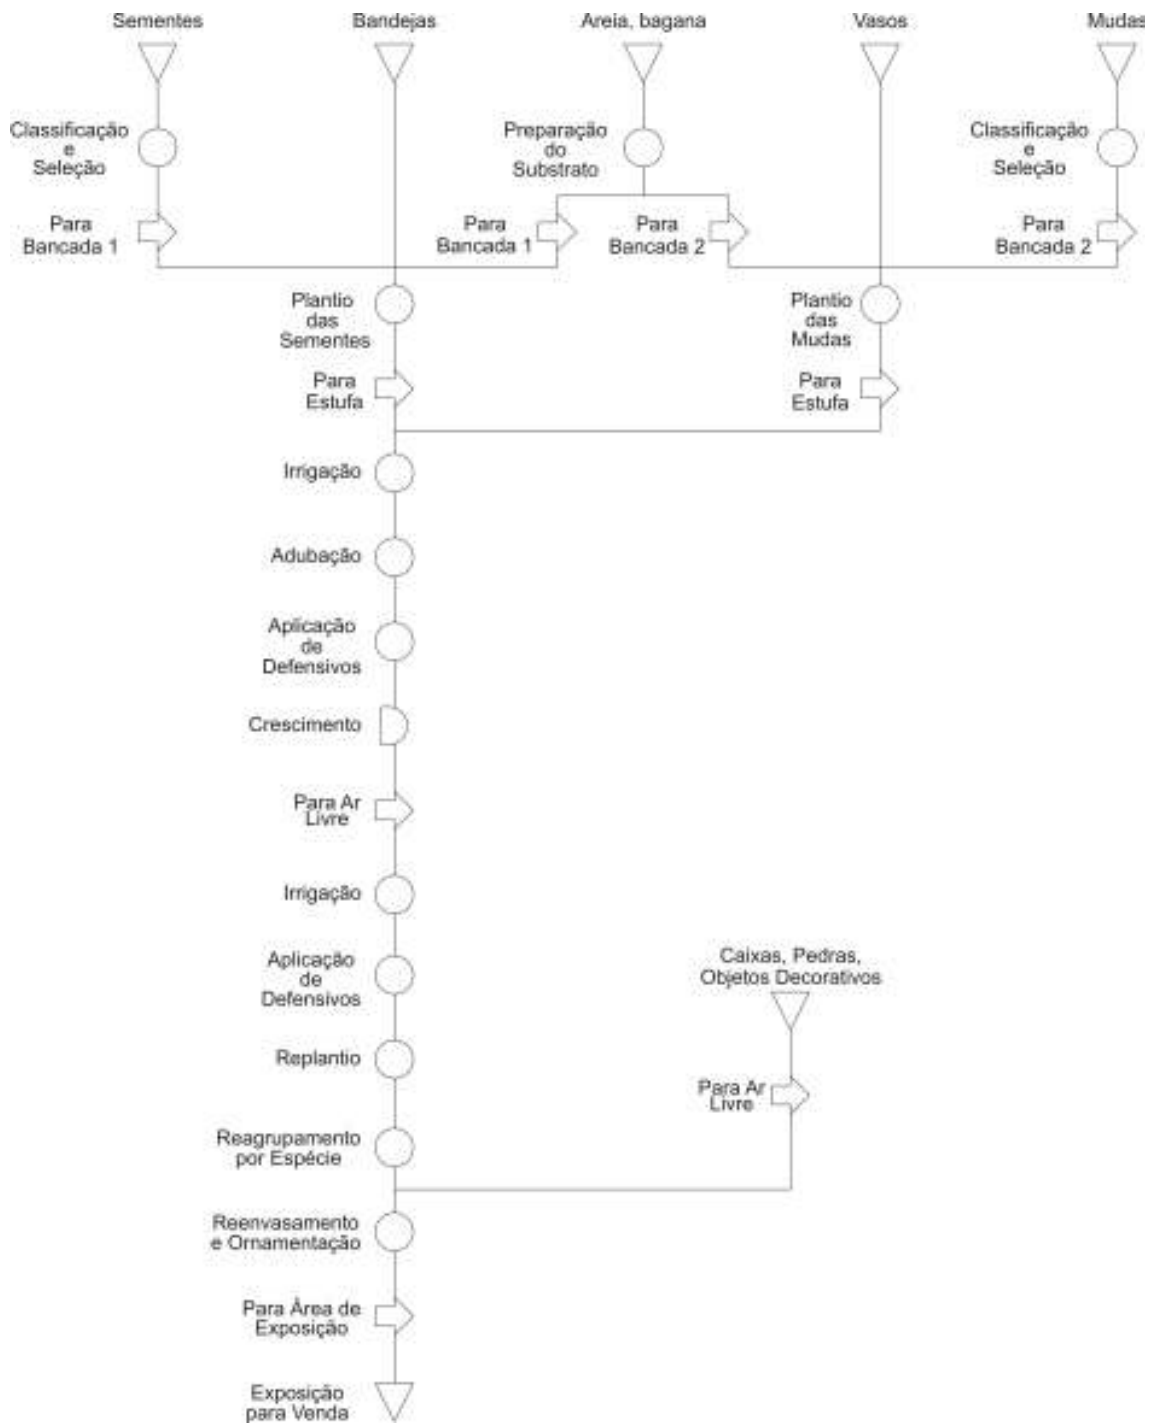 Sementes
Bandejas
Areia, bagana
Vasos
Mudas
Classificação
e
Seleção
Preparação
do
Substrato
Classificação
e
Seleção
Para
Bancada 1
Para
Bancada 1
Para
Bancada 2
Para
Bancada 2
Plantio
das
Sementes
Plantio
das
Mudas
Para
Estufa
Para
Estufa
Irrigação
Adubação
Aplicação
de
Defensivos
Crescimento
Para Ar
Livre
Irrigação
Aplicação
de
Defensivos
Caixas, Pedras,
Objetos Decorativos
Replantio
Para Ar
Livre
Reagrupamento
por Espécie
Reenvasamento
e Ornamentação
Para Área de
Exposição
Exposição
para Venda